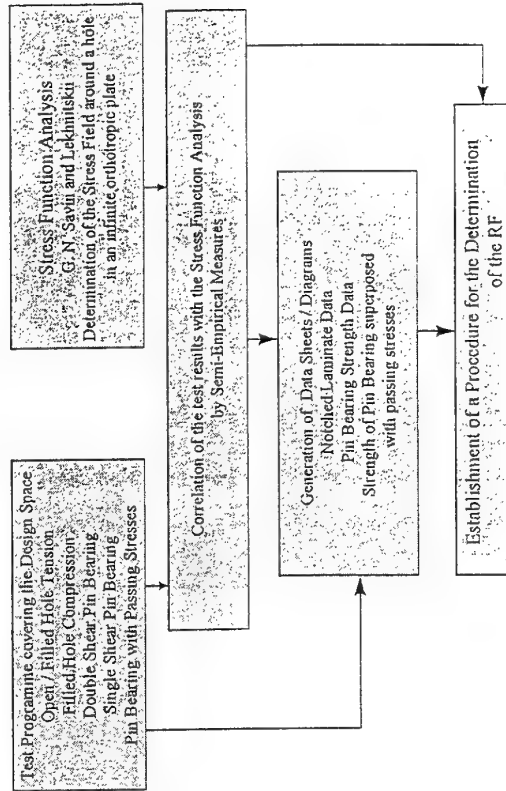 Test Programme covering the Design Space
Open / Filled Hole Tension
Filled Hole Compression
Double Shear Pin Bearing
Single Shear Pin Bearing
Pin Bearing with Passing Stresses
Stress Function Analysis
G. N. Savin and Lekhnitskii
Determination of the Stress Field around a hole
in an infinite orthotropic plate
Correlation of the test results with the Stress Function Analysis
by Semi-Empirical Measures
Generation of Data Sheets / Diagrams
Notched Laminate Data
Pin Bearing Strength Data
Strength of Pin Bearing superposed
with passing stresses
Establishment of a Procedure for the Determination
of the RF